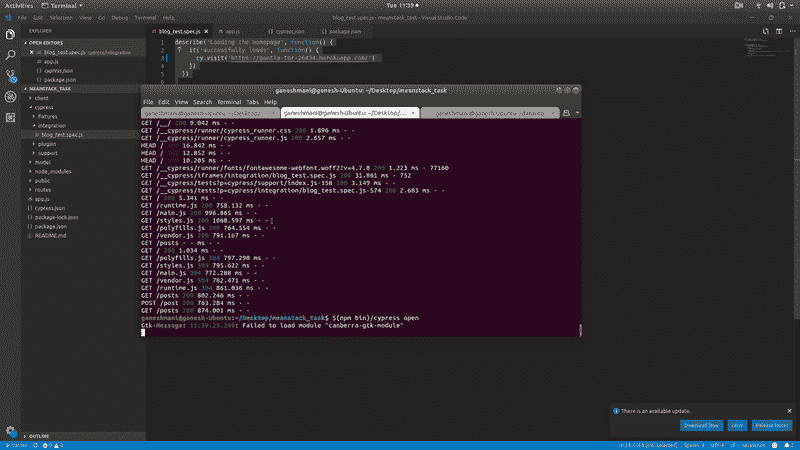 Activities Terminal Tue 11:39
blog_test.spec.js - meanstack_task - Visual Studio Code
File Edit Selection View Go Debug Terminal Help
EXPLORER
OPEN EDITORS
blog_test.spec.js cypress/integration
app.js
cypress.json
package.json
MEANSTACK_TASK
client
cypress
fixtures
integration
blog_test.spec.js
plugins
support
model
node_modules
public
routes
app.js
cypress.json
package-lock.json
package.json
README.md
OUTLINE
blog_test.spec.js app.js cypress.json package.json
1 describe('Loading the homepage', function() {
2 it('successfully loads', function() {
3 cy.visit('https://gentle-tor-26434.herokuapp.com/')
4 })
5 })
ganeshmani@ganesh-Ubuntu: ~/Desktop/meanstack_task
File Edit View Search Terminal Tabs Help
ganeshmani@ganesh-Ubuntu: ~/Desktop/...
GET /__/ 200 9.042 ms - -
GET /__cypress/runner/cypress_runner.css 200 1.896 ms - -
GET /__cypress/runner/cypress_runner.js 200 2.657 ms - -
HEAD / 16.842 ms - -
HEAD / 12.852 ms - -
HEAD / 10.205 ms - -
GET /__cypress/runner/fonts/fontawesome-webfont.woff2?v=4.7.0 200 1.223 ms - 77160
GET /__cypress/iframes/integration/blog_test.spec.js 200 31.861 ms - 752
GET /__cypress/tests?p=cypress/support/index.js-150 200 3.149 ms - -
GET /__cypress/tests?p=cypress/integration/blog_test.spec.js-574 200 2.683 ms - -
GET / 200 5.341 ms - -
GET /runtime.js 200 758.132 ms - -
GET /main.js 200 996.865 ms - -
GET /styles.js 200 1060.597 ms - -
GET /polyfills.js 200 764.554 ms - -
GET /vendor.js 200 791.167 ms - -
GET /posts - - ms - -
GET / 200 1.034 ms - -
GET /polyfills.js 304 797.290 ms - -
GET /styles.js 304 795.622 ms - -
GET /main.js 304 772.288 ms - -
GET /vendor.js 304 782.471 ms - -
GET /runtime.js 304 861.036 ms - -
GET /posts 200 802.246 ms - -
POST /post 200 763.284 ms - -
GET /posts 200 874.001 ms - -
ganeshmani@ganesh-Ubuntu:~/Desktop/meanstack_task$ $(npm bin)/cypress open
Gtk-Message: 11:39:25.249: Failed to load module "canberra-gtk-module"
There is an available update.
Download Now Later Release Notes
master